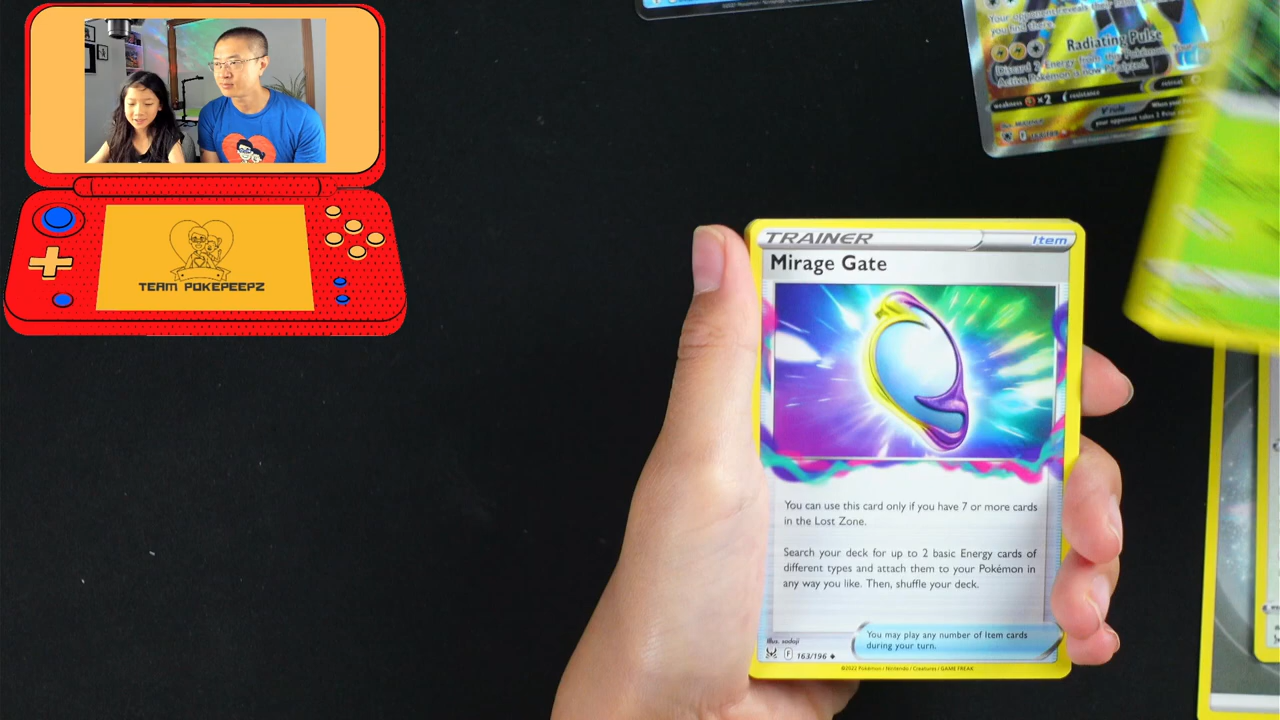 you find there.
Radiating Pulse
weakness ×2 resistance retreat
TEAM POKEPEEPZ
TRAINER Item
Mirage Gate
You can use this card only if you have 7 or more cards
in the Lost Zone.
Search your deck for up to 2 basic Energy cards of
different types and attach them to your Pokémon in
any way you like. Then, shuffle your deck.
You may play any number of Item cards
during your turn.
Illus. sadaji
F 163/196
©2022 Pokémon / Nintendo / Creatures / GAME FREAK